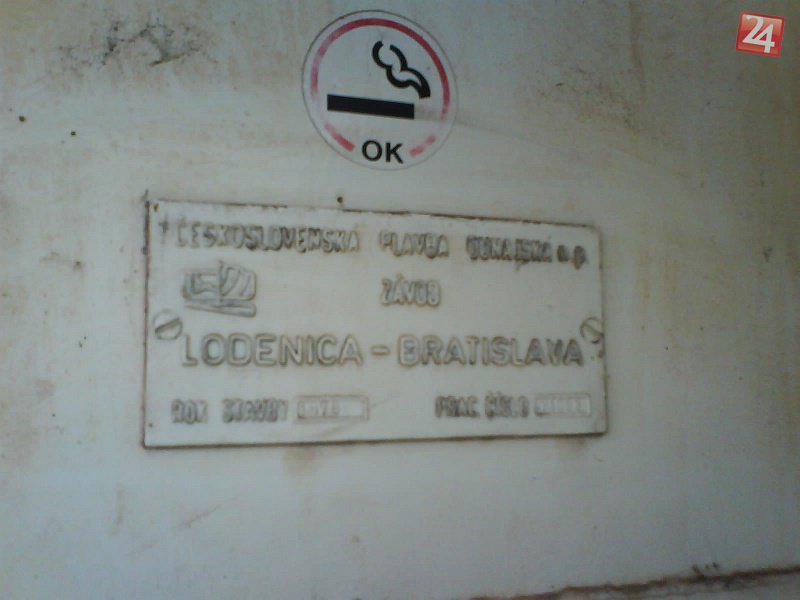 24
OK
ČESKOSLOVENSKÁ PLAVBA DUNAJSKÁ n.p.
ZÁVOD
LODENICA - BRATISLAVA
ROK STAVBY
PRAC. ČÍSLO